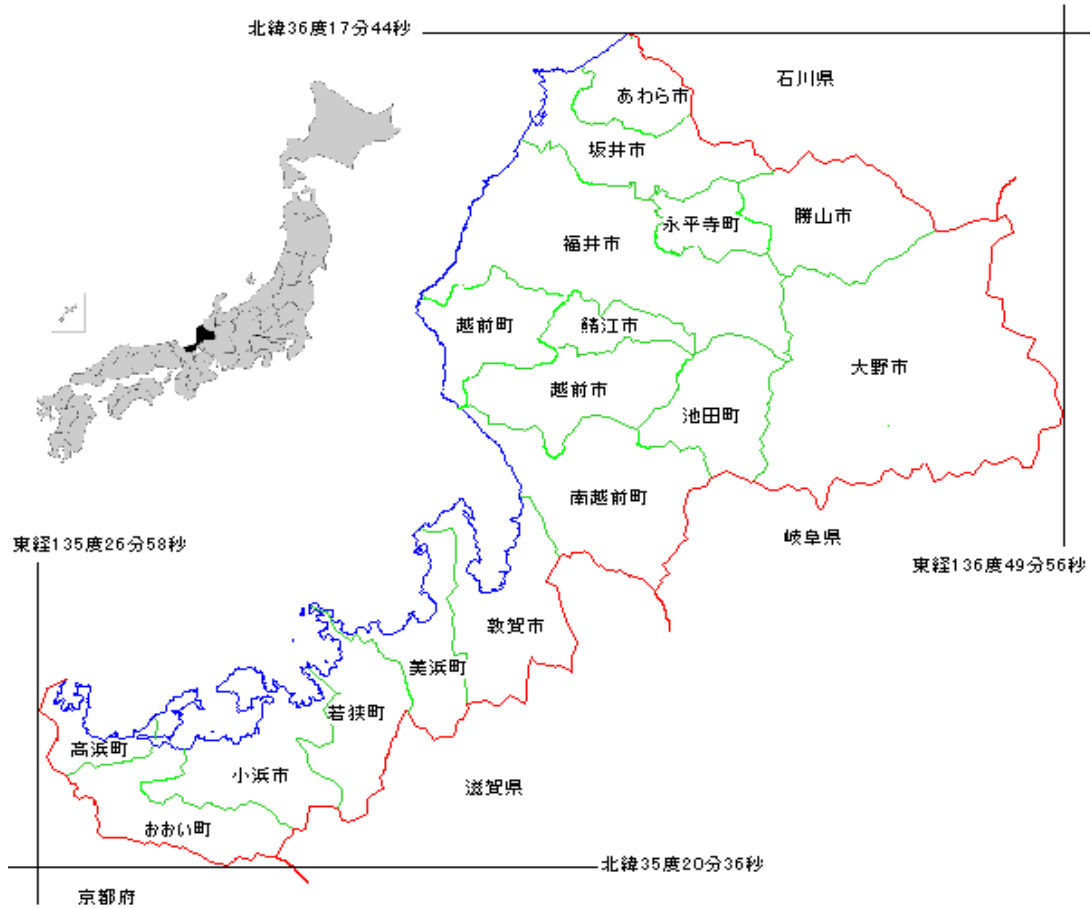 北緯36度17分44秒
石川県
あわら市
坂井市
勝山市
永平寺町
福井市
越前町
鯖江市
大野市
越前市
池田町
南越前町
岐阜県
東経135度26分58秒
東経136度49分56秒
敦賀市
美浜町
若狭町
高浜町
小浜市
滋賀県
おおい町
北緯35度20分36秒
京都府